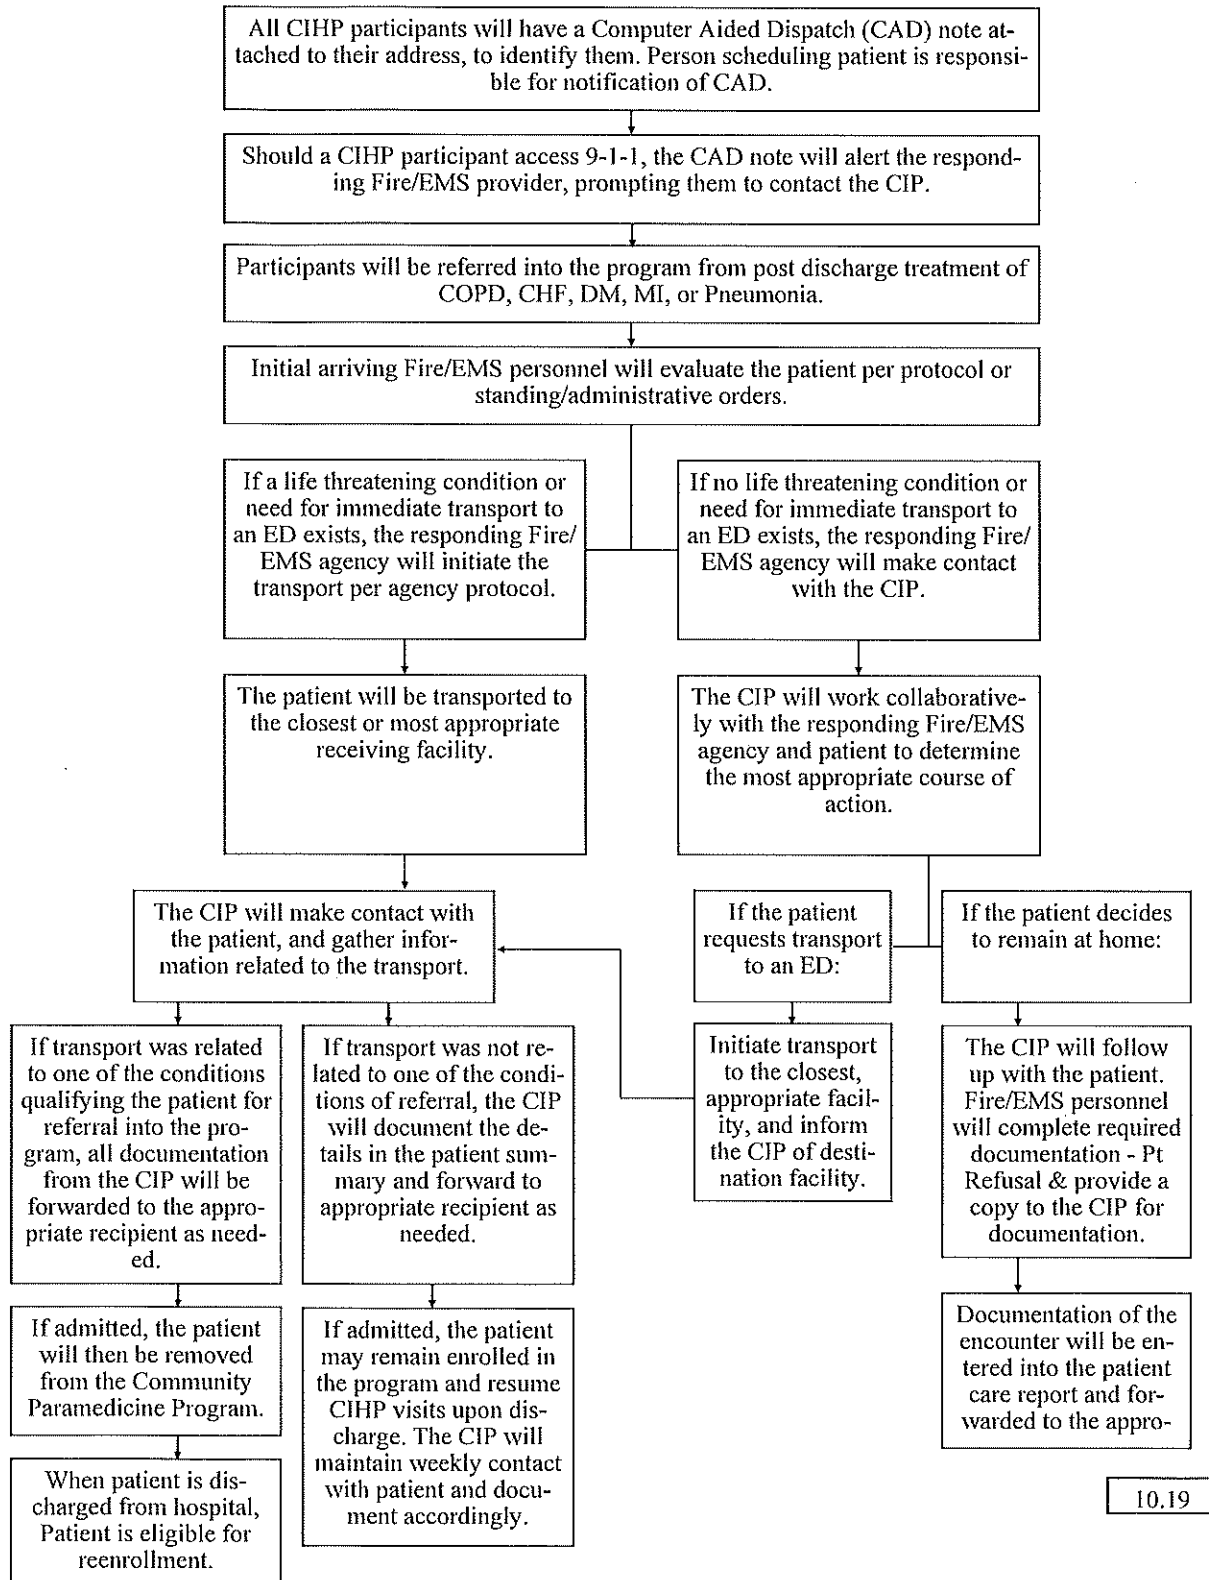 All CIHP participants will have a Computer Aided Dispatch (CAD) note at-
tached to their address, to identify them. Person scheduling patient is responsi-
ble for notification of CAD.
Should a CIHP participant access 9-1-1, the CAD note will alert the respond-
ing Fire/EMS provider, prompting them to contact the CIP.
Participants will be referred into the program from post discharge treatment of
COPD, CHF, DM, MI, or Pneumonia.
Initial arriving Fire/EMS personnel will evaluate the patient per protocol or
standing/administrative orders.
If a life threatening condition or
need for immediate transport to
an ED exists, the responding Fire/
EMS agency will initiate the
transport per agency protocol.
If no life threatening condition or
need for immediate transport to
an ED exists, the responding Fire/
EMS agency will make contact
with the CIP.
The patient will be transported to
the closest or most appropriate
receiving facility.
The CIP will work collaborative-
ly with the responding Fire/EMS
agency and patient to determine
the most appropriate course of
action.
The CIP will make contact with
the patient, and gather infor-
mation related to the transport.
If the patient
requests transport
to an ED:
If the patient decides
to remain at home:
If transport was related
to one of the conditions
qualifying the patient for
referral into the pro-
gram, all documentation
from the CIP will be
forwarded to the appro-
priate recipient as need-
ed.
If transport was not re-
lated to one of the condi-
tions of referral, the CIP
will document the de-
tails in the patient sum-
mary and forward to
appropriate recipient as
needed.
Initiate transport
to the closest,
appropriate facil-
ity, and inform
the CIP of desti-
nation facility.
The CIP will follow
up with the patient.
Fire/EMS personnel
will complete required
documentation - Pt
Refusal & provide a
copy to the CIP for
documentation.
If admitted, the patient
will then be removed
from the Community
Paramedicine Program.
If admitted, the patient
may remain enrolled in
the program and resume
CIHP visits upon dis-
charge. The CIP will
maintain weekly contact
with patient and docu-
ment accordingly.
Documentation of the
encounter will be en-
tered into the patient
care report and for-
warded to the appro-
When patient is dis-
charged from hospital,
Patient is eligible for
reenrollment.
10.19